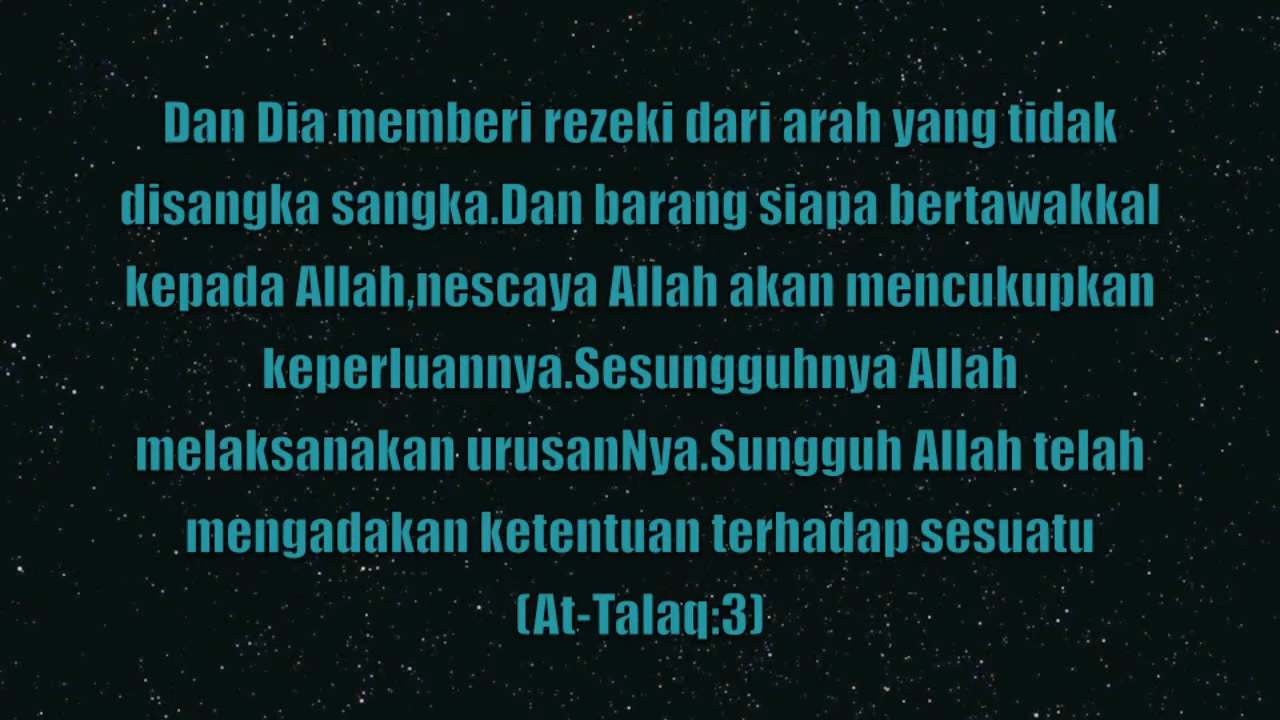 Dan Dia memberi rezeki dari arah yang tidak
disangka sangka.Dan barang siapa bertawakkal
kepada Allah,nescaya Allah akan mencukupkan
keperluannya.Sesungguhnya Allah
melaksanakan urusanNya.Sungguh Allah telah
mengadakan ketentuan terhadap sesuatu
(At-Talaq:3)